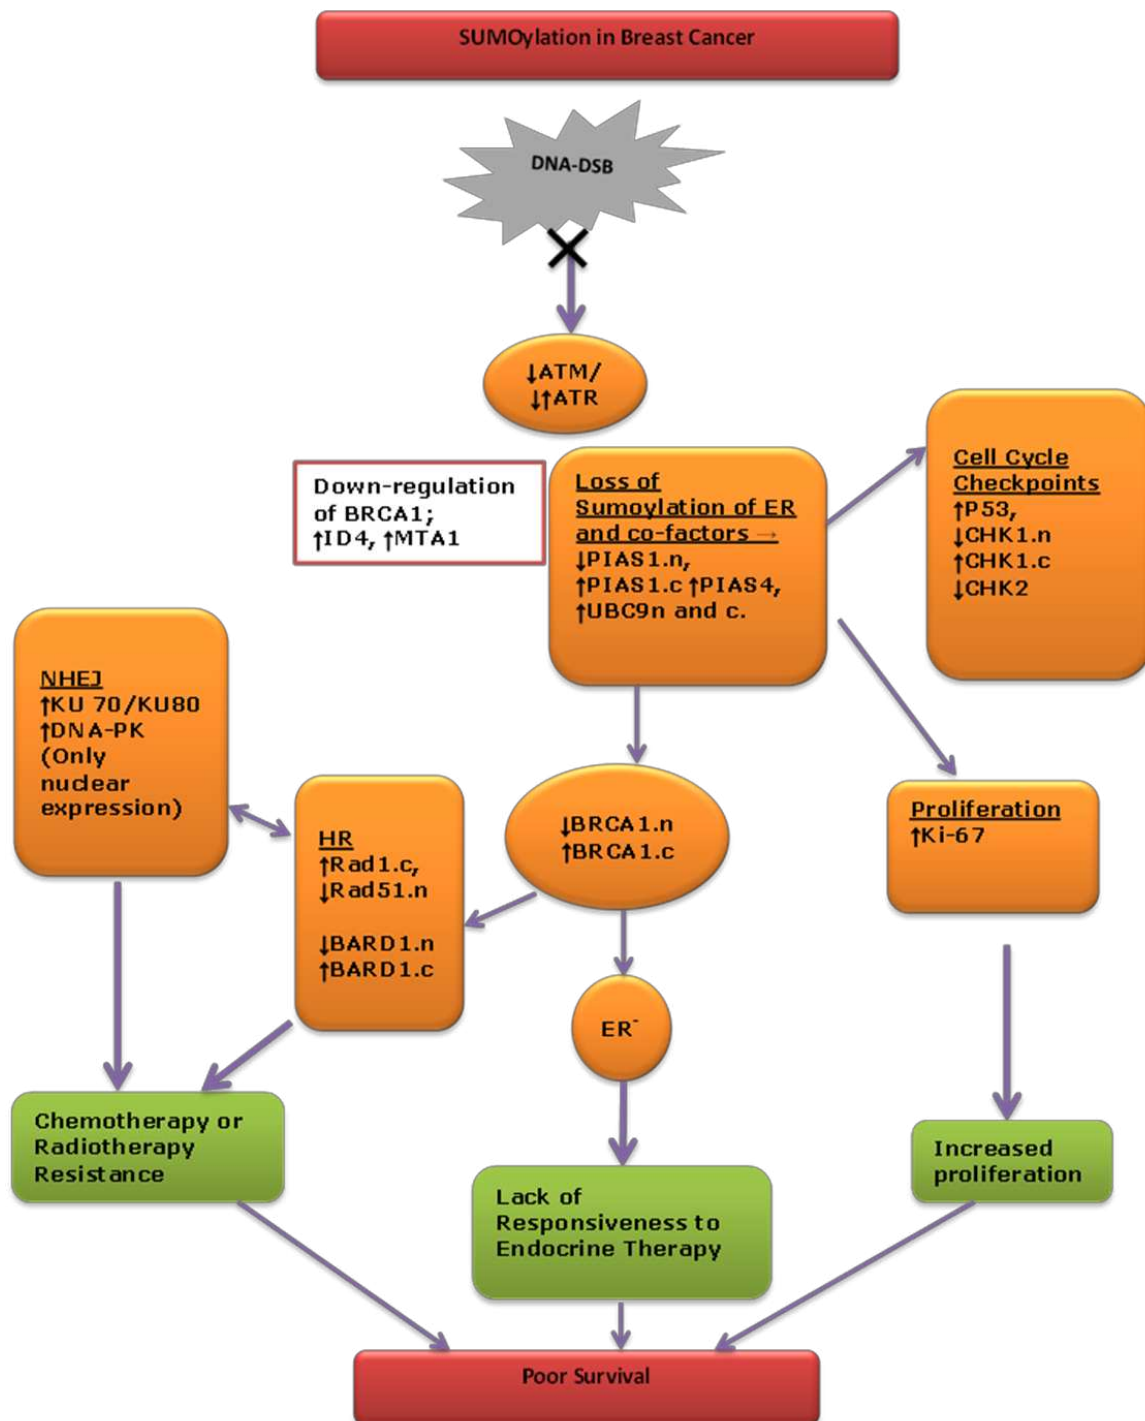 SUMOylation in Breast Cancer
DNA-DSB
↓ATM/
↓↑ATR
Down-regulation
of BRCA1;
↑ID4, ↑MTA1
Loss of
Sumoylation of ER
and co-factors →
↓PIAS1.n,
↑PIAS1.c ↑PIAS4,
↑UBC9n and c.
Cell Cycle
Checkpoints
↑P53,
↓CHK1.n
↑CHK1.c
↓CHK2
NHEJ
↑KU 70/KU80
↑DNA-PK
(Only
nuclear
expression)
HR
↑Rad1.c,
↓Rad51.n
↓BARD1.n
↑BARD1.c
↓BRCA1.n
↑BRCA1.c
Proliferation
↑Ki-67
ER⁻
Chemotherapy or
Radiotherapy
Resistance
Lack of
Responsiveness to
Endocrine Therapy
Increased
proliferation
Poor Survival